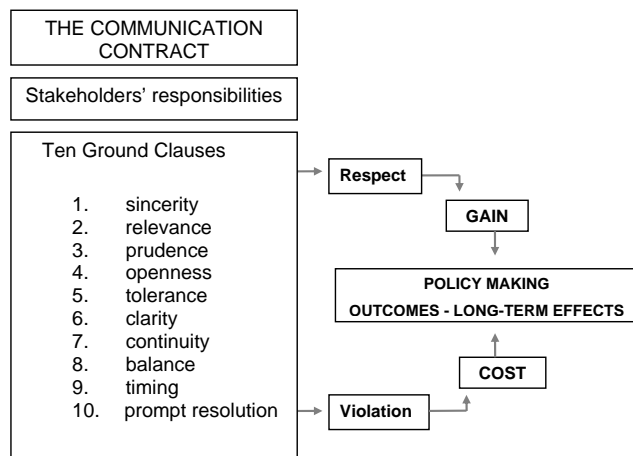 THE COMMUNICATION
CONTRACT
Stakeholders’ responsibilities
Ten Ground Clauses
1. sincerity
2. relevance
3. prudence
4. openness
5. tolerance
6. clarity
7. continuity
8. balance
9. timing
10. prompt resolution
Respect
GAIN
POLICY MAKING
OUTCOMES - LONG-TERM EFFECTS
COST
Violation